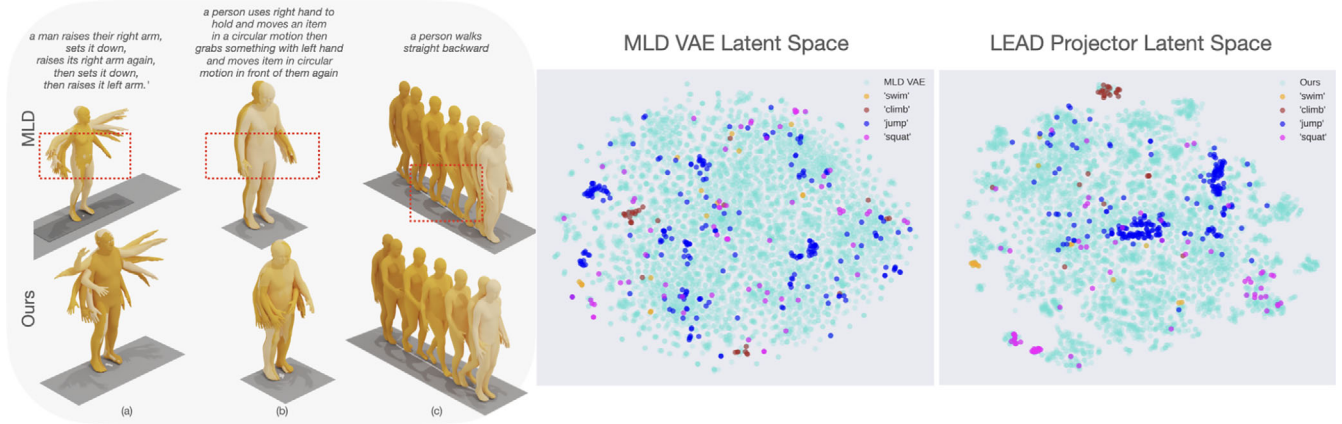 a man raises their right arm,
sets it down,
raises its right arm again,
then sets it down,
then raises it left arm.'
a person uses right hand to
hold and moves an item
in a circular motion then
grabs something with left hand
and moves item in circular
motion in front of them again
a person walks
straight backward
MLD
Ours
(a)
(b)
(c)
MLD VAE Latent Space
MLD VAE
'swim'
'climb'
'jump'
'squat'
LEAD Projector Latent Space
Ours
'swim'
'climb'
'jump'
'squat'